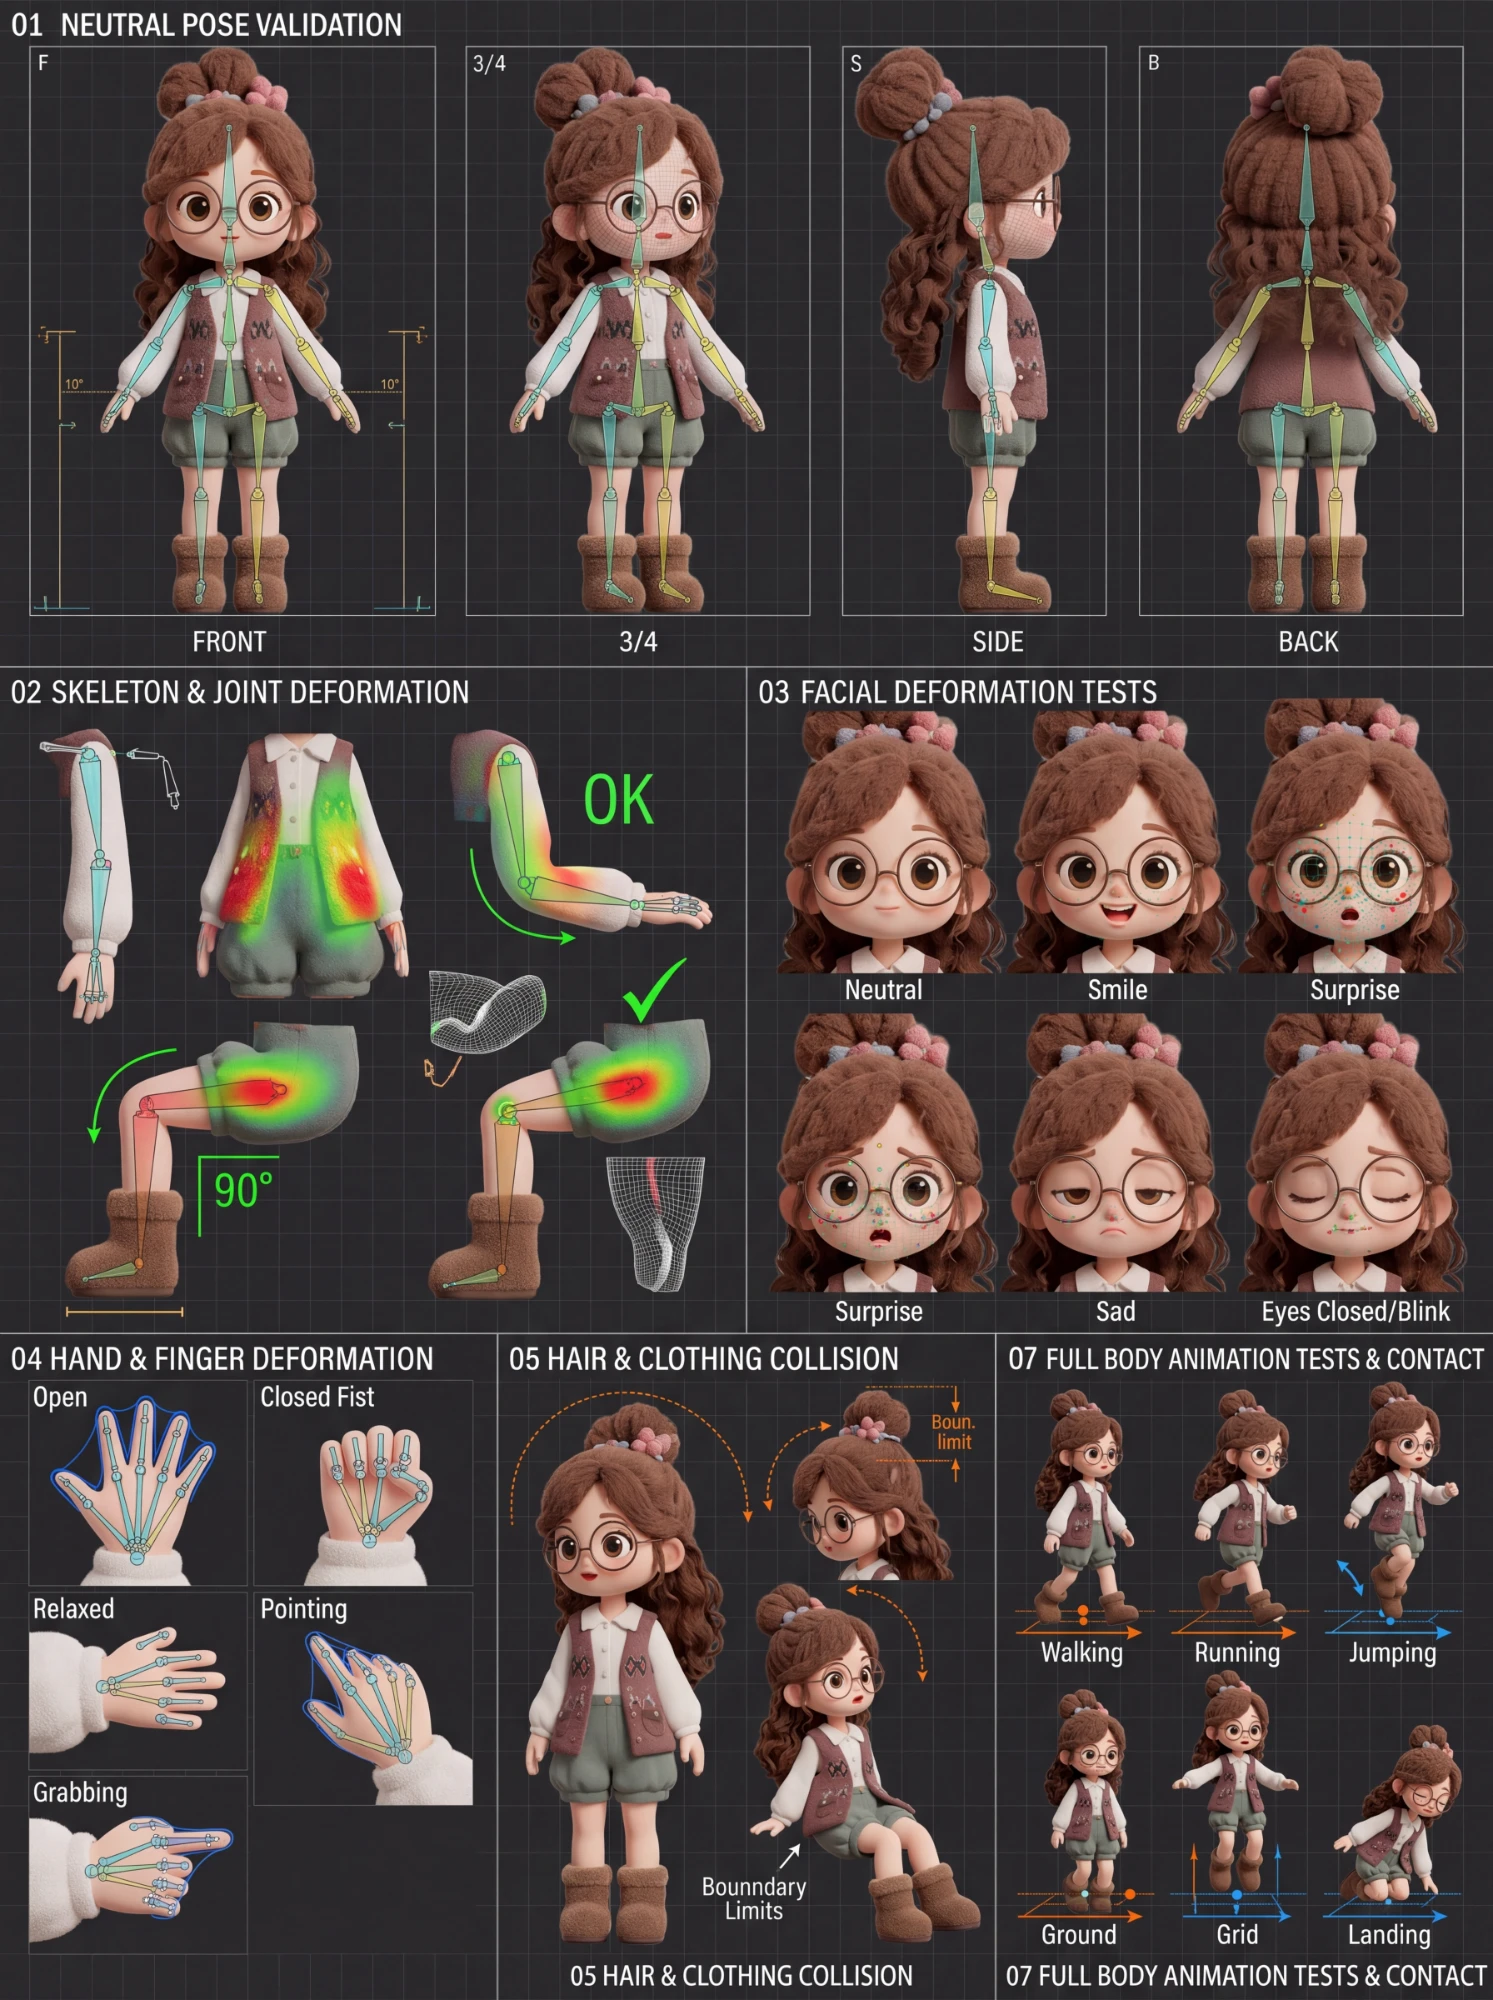 01 NEUTRAL POSE VALIDATION
F
3/4
S
B
10°
10°
FRONT
3/4
SIDE
BACK
02 SKELETON & JOINT DEFORMATION
OK
90°
03 FACIAL DEFORMATION TESTS
Neutral
Smile
Surprise
Surprise
Sad
Eyes Closed/Blink
04 HAND & FINGER DEFORMATION
Open
Closed Fist
Relaxed
Pointing
Grabbing
05 HAIR & CLOTHING COLLISION
Boun.
limit
Bounndary
Limits
05 HAIR & CLOTHING COLLISION
07 FULL BODY ANIMATION TESTS & CONTACT
Walking
Running
Jumping
Ground
Grid
Landing
07 FULL BODY ANIMATION TESTS & CONTACT